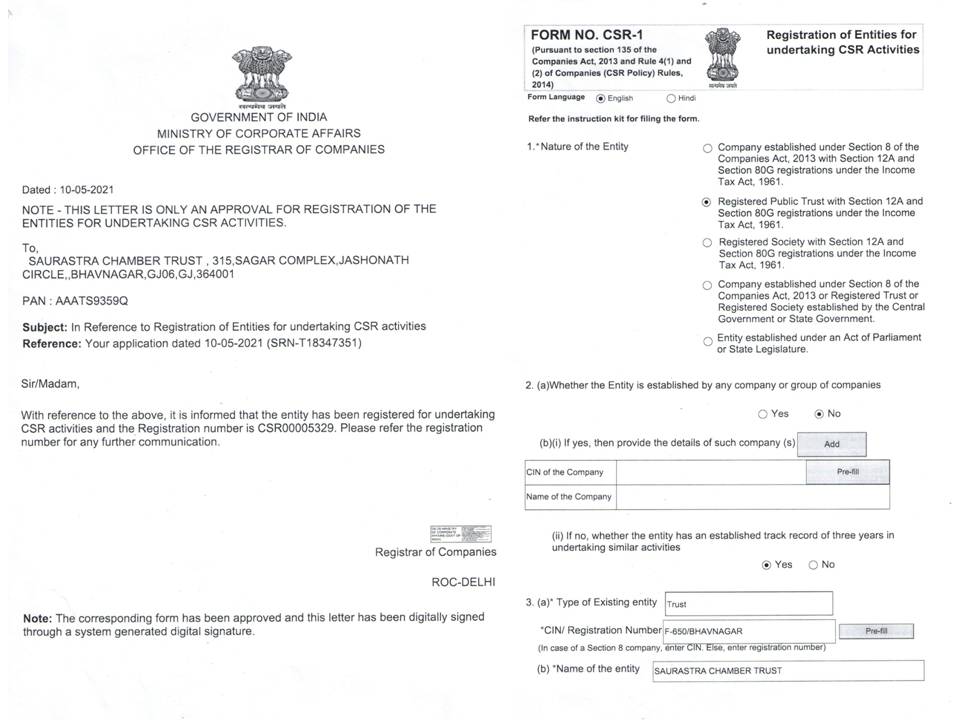 सत्यमेव जयते
GOVERNMENT OF INDIA
MINISTRY OF CORPORATE AFFAIRS
OFFICE OF THE REGISTRAR OF COMPANIES
Dated : 10-05-2021
NOTE - THIS LETTER IS ONLY AN APPROVAL FOR REGISTRATION OF THE
ENTITIES FOR UNDERTAKING CSR ACTIVITIES.
To,
SAURASTRA CHAMBER TRUST , 315,SAGAR COMPLEX,JASHONATH
CIRCLE,,BHAVNAGAR,GJ06,GJ,364001
PAN : AAATS9359Q
Subject: In Reference to Registration of Entities for undertaking CSR activities
Reference: Your application dated 10-05-2021 (SRN-T18347351)
Sir/Madam,
With reference to the above, it is informed that the entity has been registered for undertaking
CSR activities and the Registration number is CSR00005329. Please refer the registration
number for any further communication.
Registrar of Companies
ROC-DELHI
Note: The corresponding form has been approved and this letter has been digitally signed
through a system generated digital signature.
FORM NO. CSR-1
(Pursuant to section 135 of the
Companies Act, 2013 and Rule 4(1) and
(2) of Companies (CSR Policy) Rules,
2014)
सत्यमेव जयते
Registration of Entities for
undertaking CSR Activities
Form Language English Hindi
Refer the instruction kit for filing the form.
1.*Nature of the Entity
Company established under Section 8 of the
Companies Act, 2013 with Section 12A and
Section 80G registrations under the Income
Tax Act, 1961.
Registered Public Trust with Section 12A and
Section 80G registrations under the Income
Tax Act, 1961.
Registered Society with Section 12A and
Section 80G registrations under the Income
Tax Act, 1961.
Company established under Section 8 of the
Companies Act, 2013 or Registered Trust or
Registered Society established by the Central
Government or State Government.
Entity established under an Act of Parliament
or State Legislature.
2. (a)Whether the Entity is established by any company or group of companies
Yes No
(b)(i) If yes, then provide the details of such company (s) Add
CIN of the Company Pre-fill
Name of the Company
(ii) If no, whether the entity has an established track record of three years in
undertaking similar activities
Yes No
3. (a)* Type of Existing entity Trust
*CIN/ Registration Number F-650/BHAVNAGAR Pre-fill
(In case of a Section 8 company, enter CIN. Else, enter registration number)
(b) *Name of the entity SAURASTRA CHAMBER TRUST